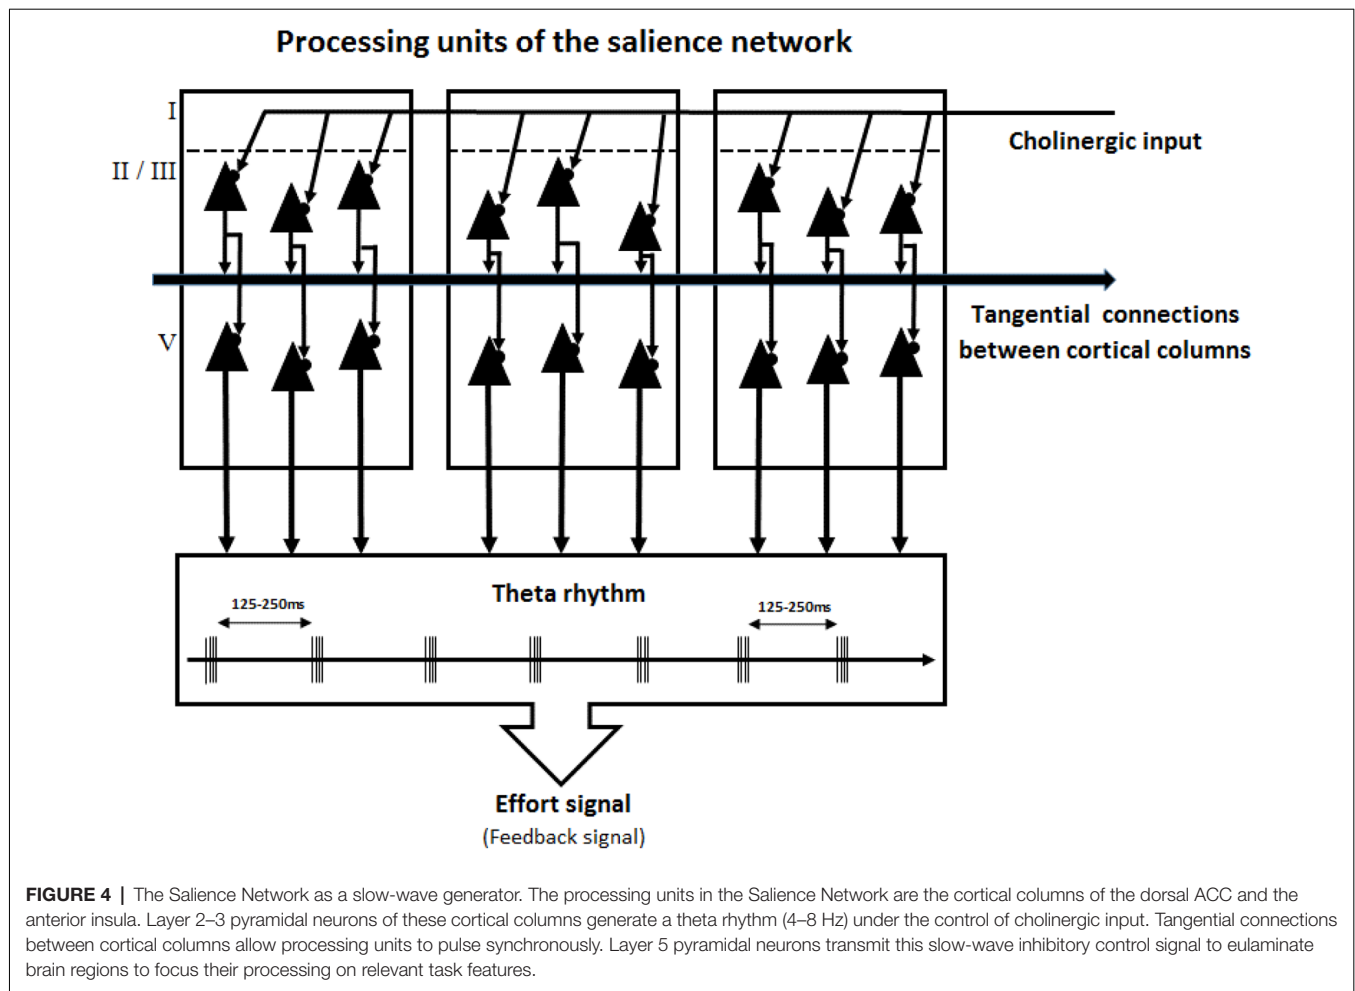 Processing units of the salience network
I
Cholinergic input
II / III
Tangential connections
between cortical columns
V
Theta rhythm
125-250ms
125-250ms
Effort signal
(Feedback signal)
FIGURE 4 | The Salience Network as a slow-wave generator. The processing units in the Salience Network are the cortical columns of the dorsal ACC and the
anterior insula. Layer 2–3 pyramidal neurons of these cortical columns generate a theta rhythm (4–8 Hz) under the control of cholinergic input. Tangential connections
between cortical columns allow processing units to pulse synchronously. Layer 5 pyramidal neurons transmit this slow-wave inhibitory control signal to eulaminate
brain regions to focus their processing on relevant task features.